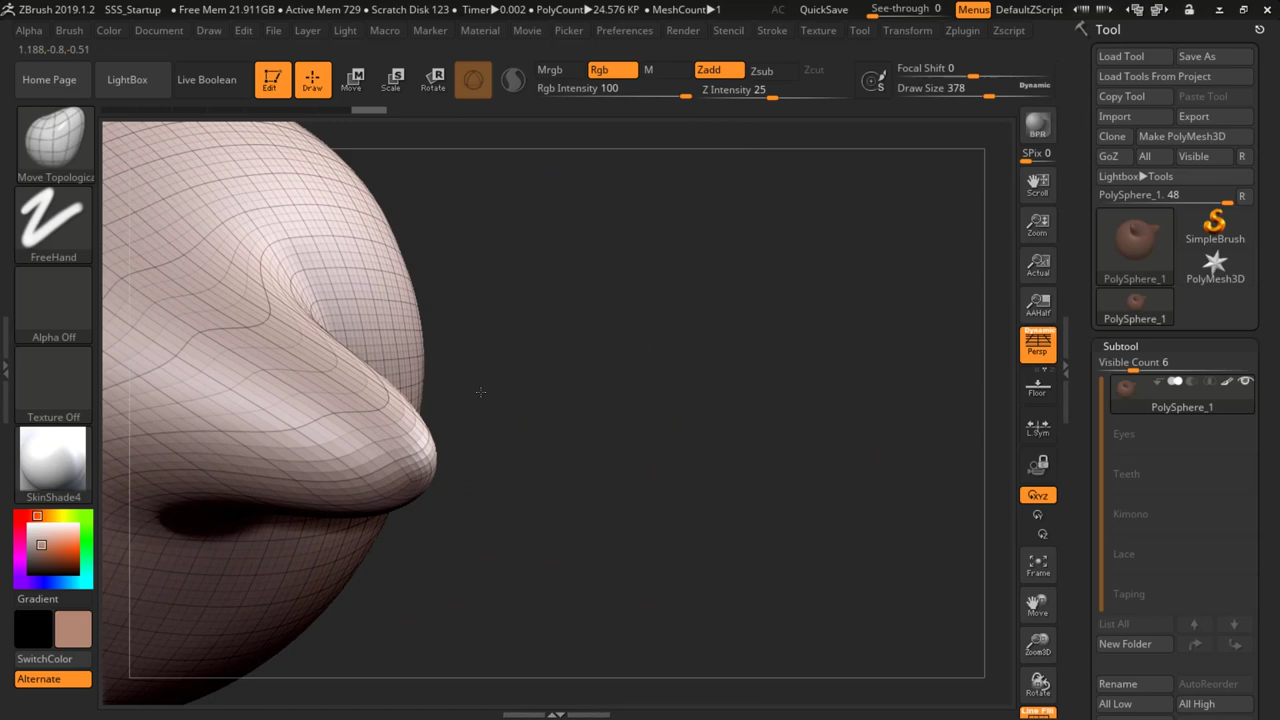 ZBrush 2019.1.2 SSS_Startup • Free Mem 21.911GB • Active Mem 729 • Scratch Disk 123 • Timer▶0.002 • PolyCount▶24.576 KP • MeshCount▶1 AC QuickSave See-through 0 Menus DefaultZScript
Alpha Brush Color Document Draw Edit File Layer Light Macro Marker Material Movie Picker Preferences Render Stencil Stroke Texture Tool Transform Zplugin Zscript
1.188,-0.8,-0.51
Home Page LightBox Live Boolean Edit Draw Move Scale Rotate
Mrgb Rgb M Zadd Zsub Zcut
Rgb Intensity 100 Z Intensity 25
Focal Shift 0
Draw Size 378 Dynamic
Move Topologica
FreeHand
Alpha Off
Texture Off
SkinShade4
Gradient
SwitchColor
Alternate
BPR
SPix 0
Scroll
Zoom
Actual
AAHalf
Dynamic
Persp
Floor
L.Sym
XYZ
Frame
Move
Zoom3D
Rotate
Line Fill
Tool
Load Tool Save As
Load Tools From Project
Copy Tool Paste Tool
Import Export
Clone Make PolyMesh3D
GoZ All Visible R
Lightbox▶Tools
PolySphere_1. 48 R
PolySphere_1 SimpleBrush
PolyMesh3D
PolySphere_1
Subtool
Visible Count 6
PolySphere_1
Eyes
Teeth
Kimono
Lace
Taping
List All
New Folder
Rename AutoReorder
All Low All High